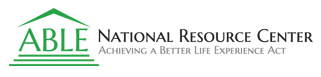 ABLE
National Resource Center
Achieving a Better Life Experience Act